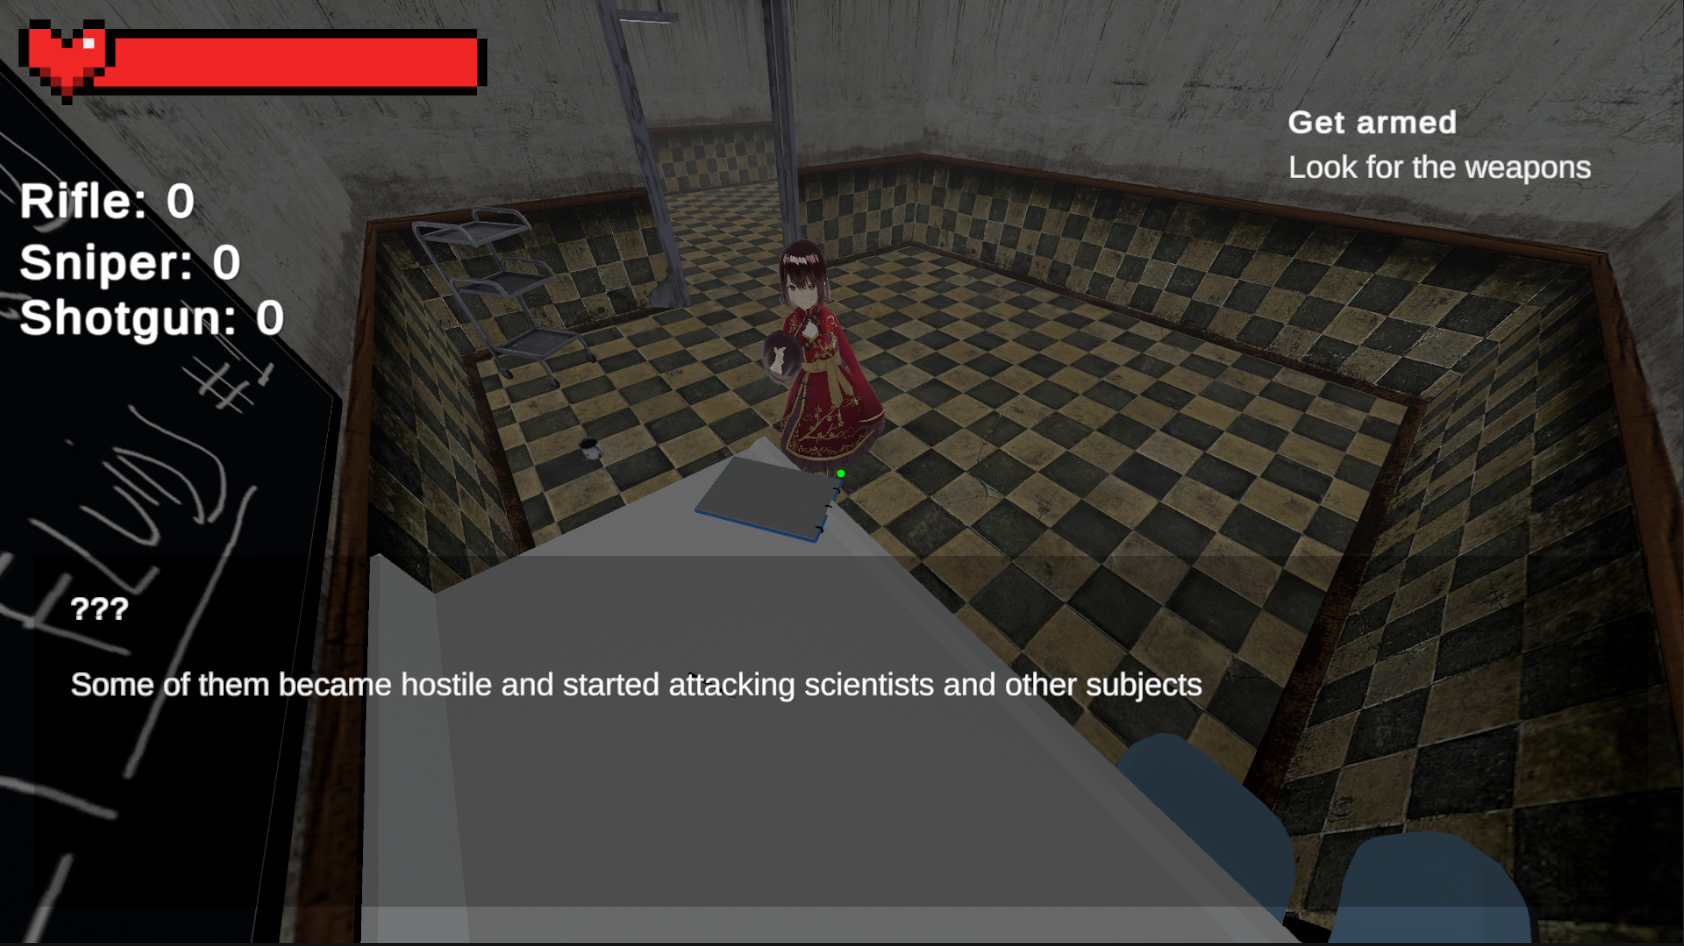 Get armed
Look for the weapons
Rifle: 0
Sniper: 0
Shotgun: 0
???
Some of them became hostile and started attacking scientists and other subjects